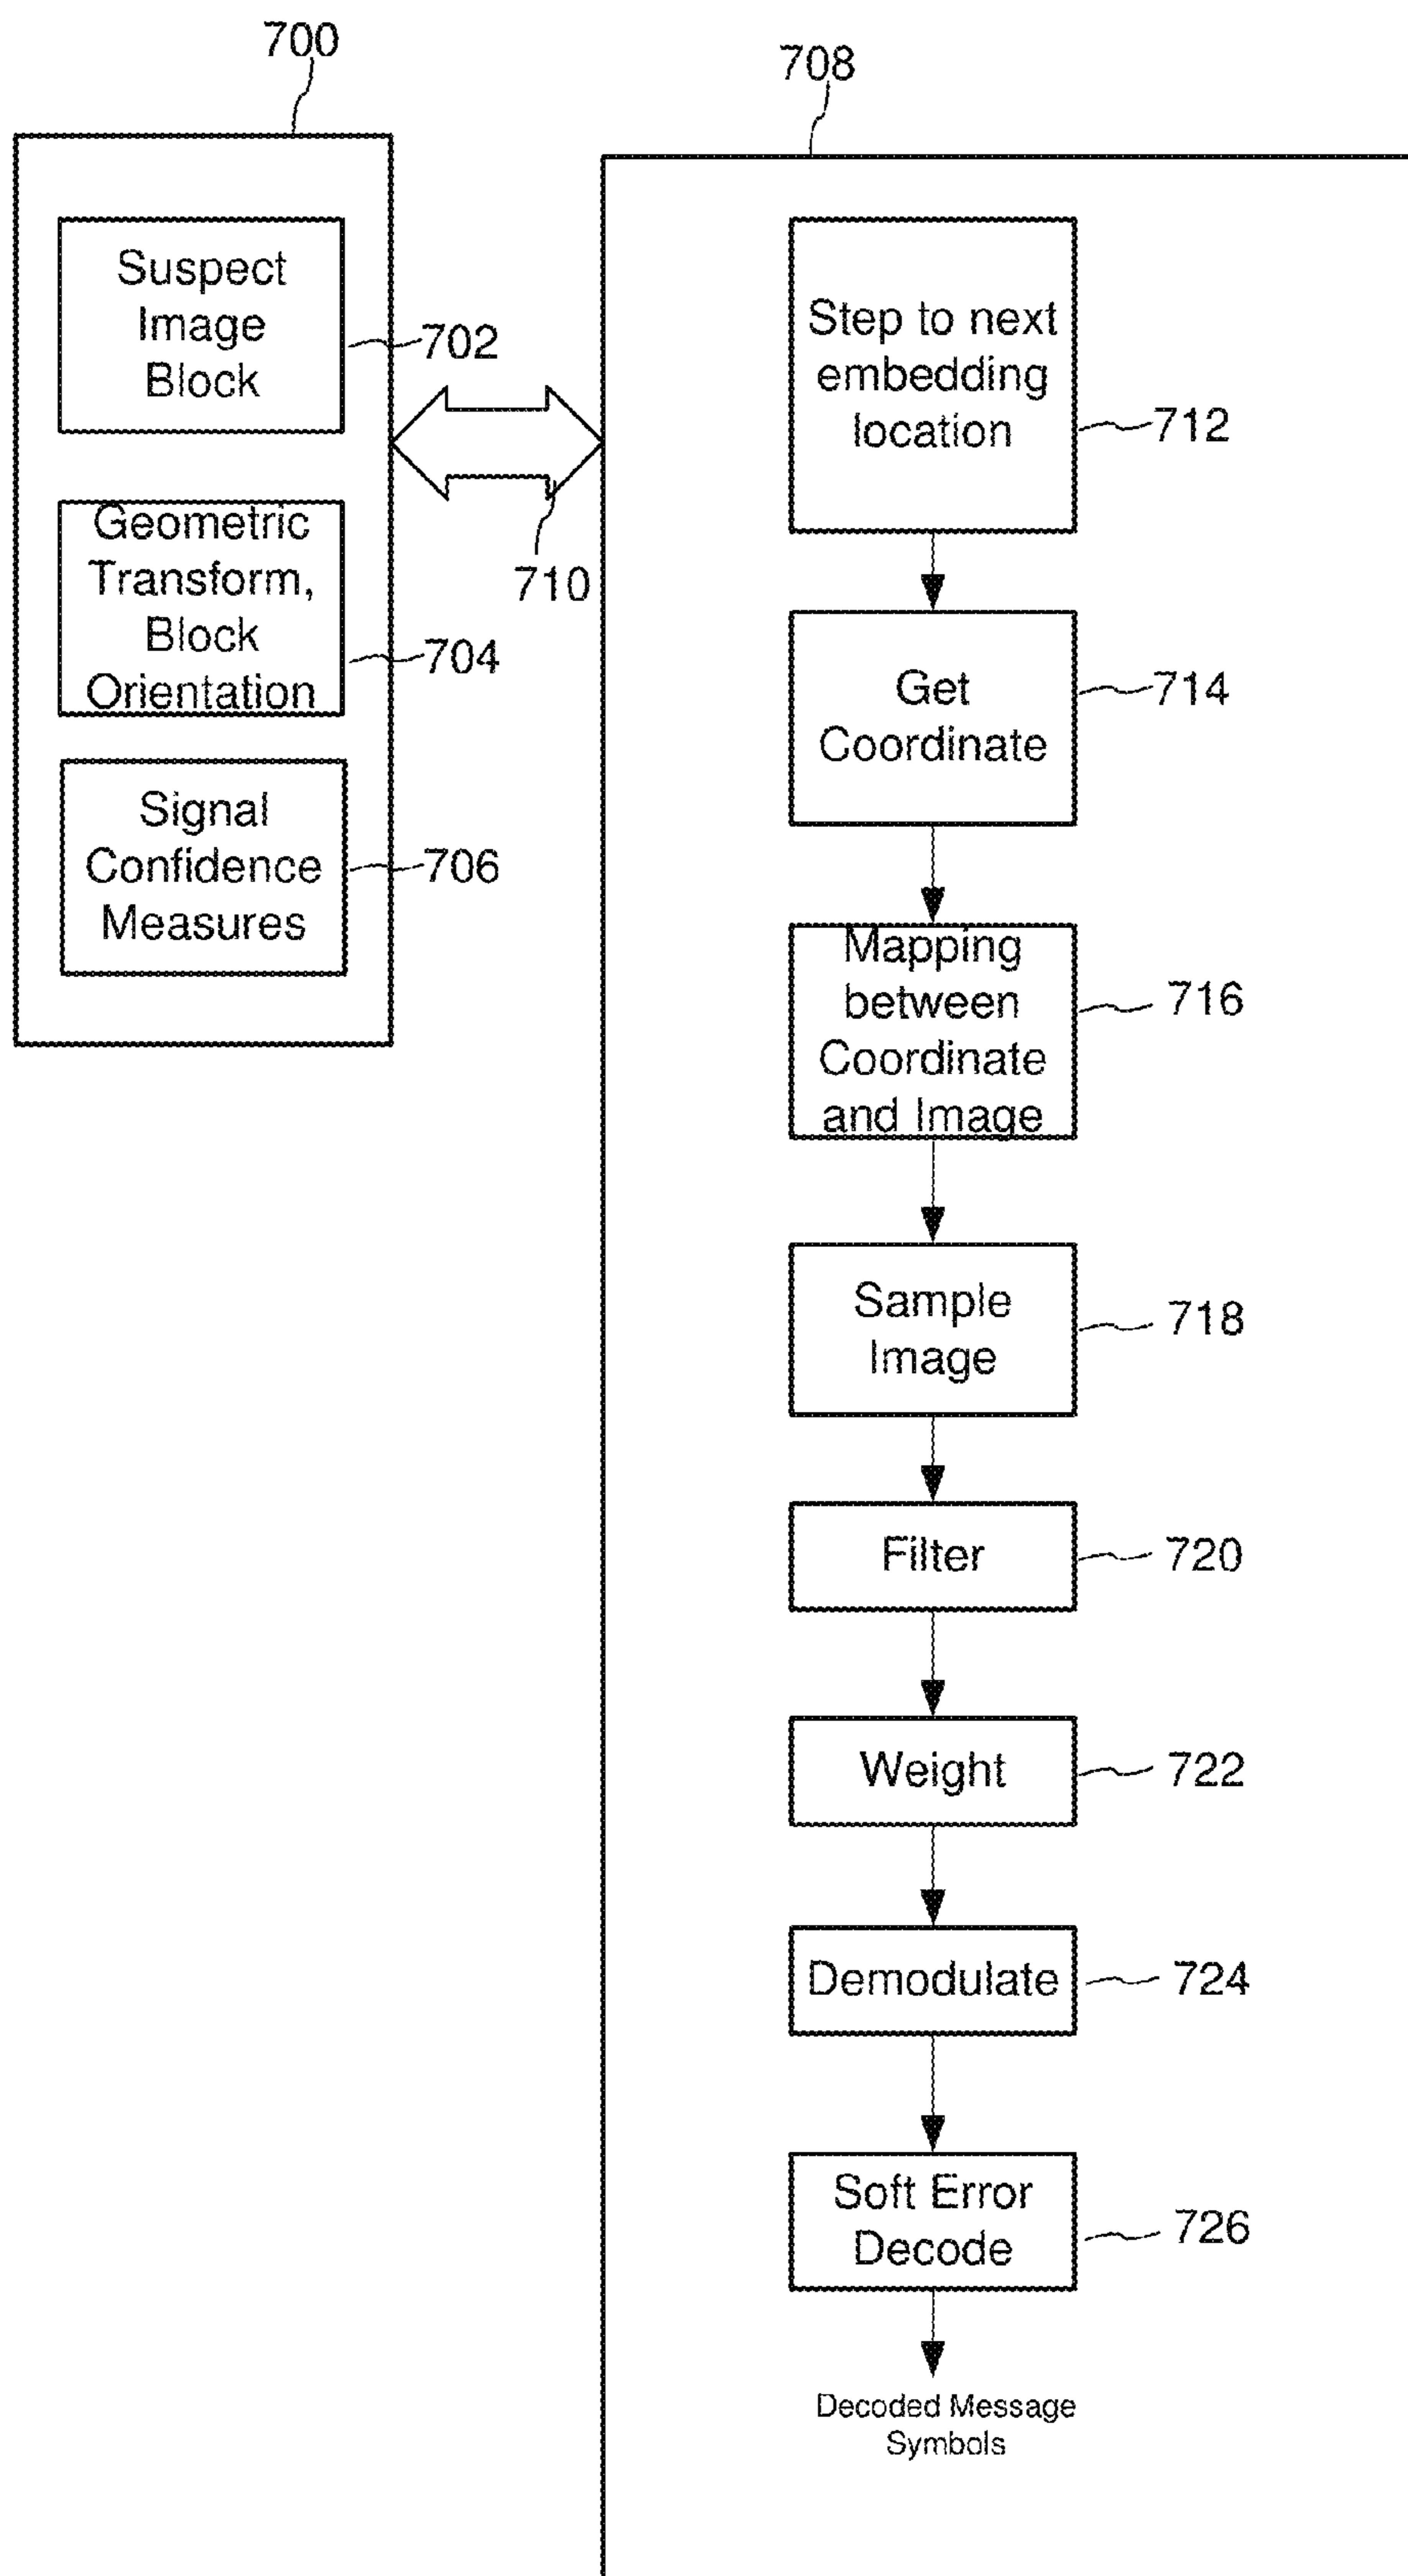 700
Suspect
Image
Block
702
Geometric
Transform,
Block
Orientation
704
Signal
Confidence
Measures
706
710
708
Step to next
embedding
location
712
Get
Coordinate
714
Mapping
between
Coordinate
and Image
716
Sample
Image
718
Filter
720
Weight
722
Demodulate
724
Soft Error
Decode
726
Decoded Message
Symbols